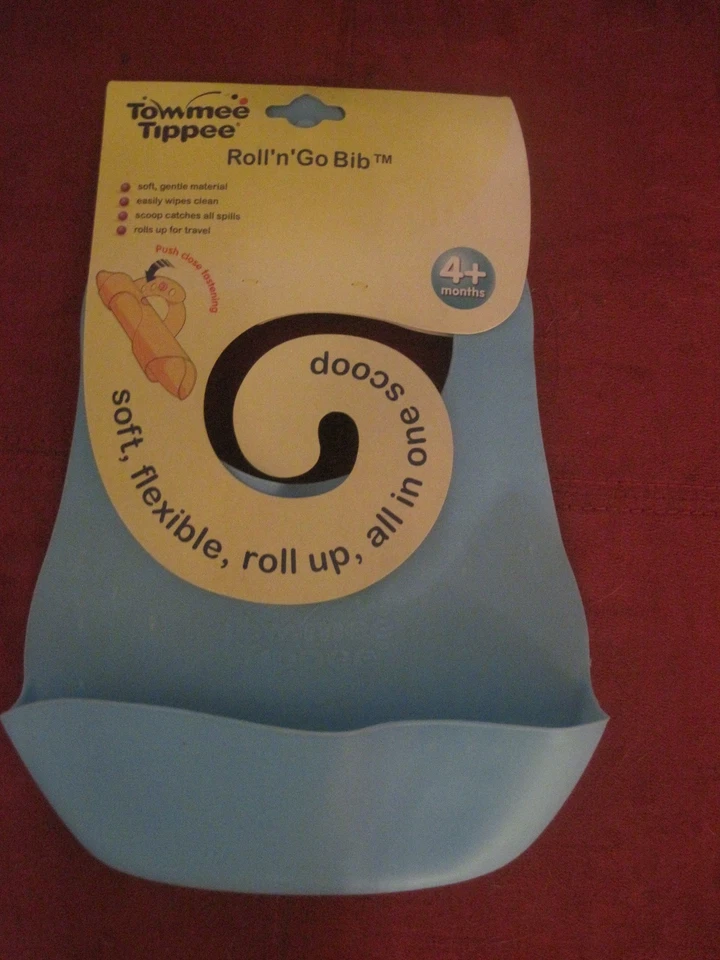 Tommee
Tippee
Roll'n'Go Bib™
soft, gentle material
easily wipes clean
scoop catches all spills
rolls up for travel
Push close fastening
4+
months
soft, flexible, roll up, all in one scoop